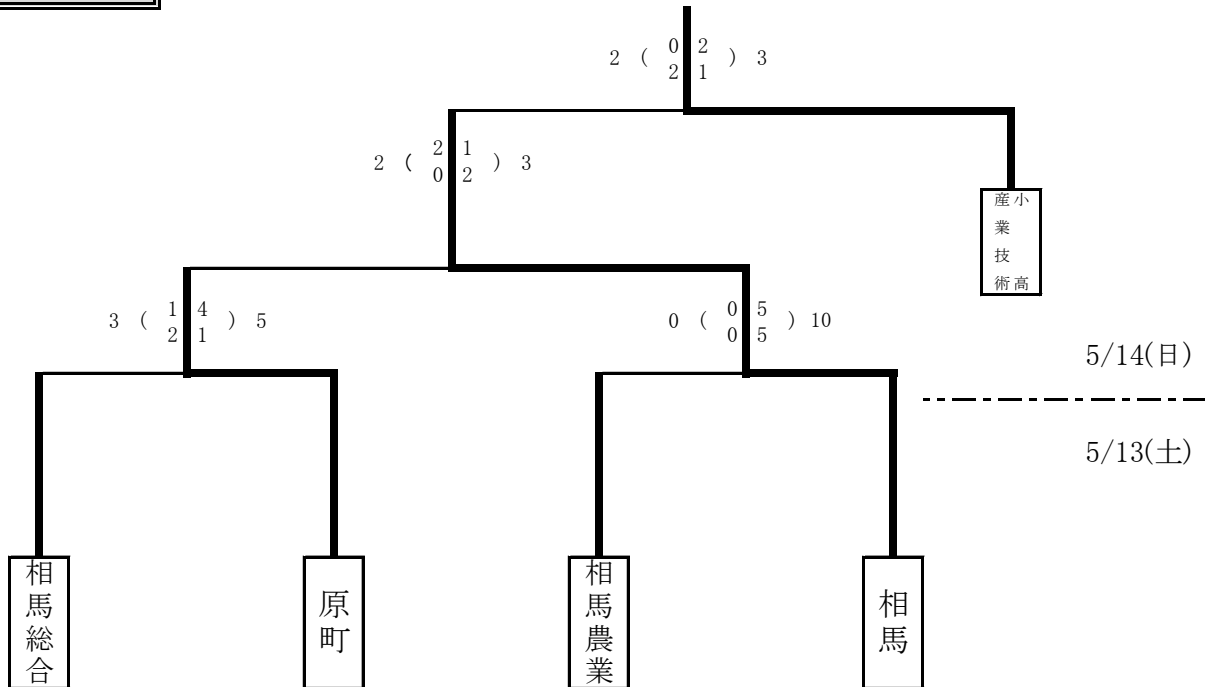 2 ( 0 2 ) 3
2 1
2 ( 2 1 ) 3
0 2
小高
産業技術
3 ( 1 4 ) 5
2 1
0 ( 0 5 ) 10
0 5
5/14(日)
5/13(土)
相馬総合
原町
相馬農業
相馬